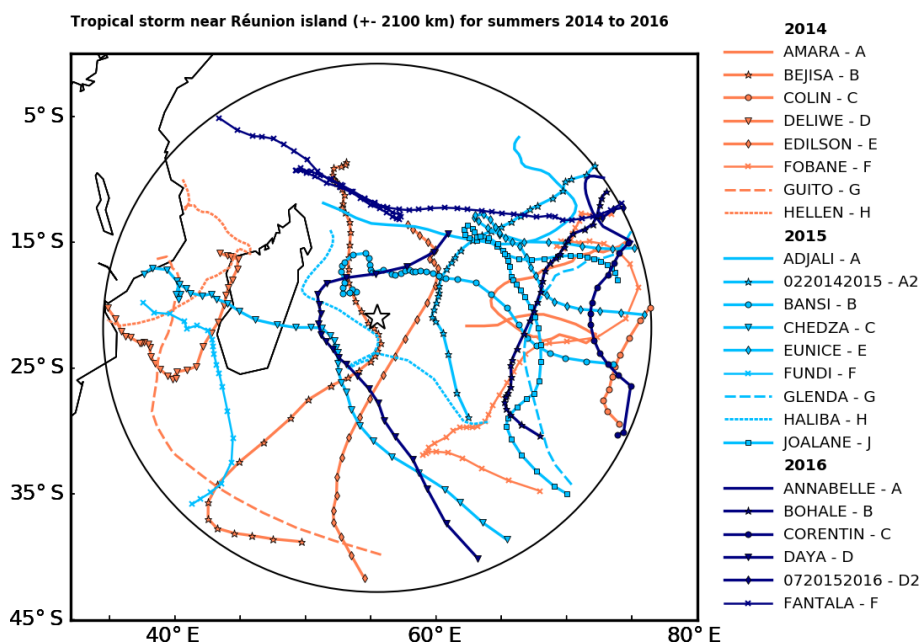 Tropical storm near Réunion island (+- 2100 km) for summers 2014 to 2016
5° S
15° S
25° S
35° S
45° S
40° E
60° E
80° E
2014
AMARA - A
BEJISA - B
COLIN - C
DELIWE - D
EDILSON - E
FOBANE - F
GUITO - G
HELLEN - H
2015
ADJALI - A
0220142015 - A2
BANSI - B
CHEDZA - C
EUNICE - E
FUNDI - F
GLENDA - G
HALIBA - H
JOALANE - J
2016
ANNABELLE - A
BOHALE - B
CORENTIN - C
DAYA - D
0720152016 - D2
FANTALA - F